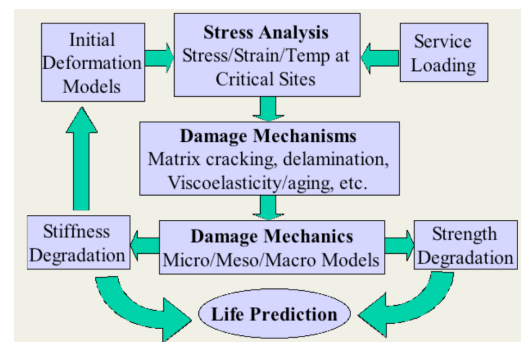 Initial
Deformation
Models
Stress Analysis
Stress/Strain/Temp at
Critical Sites
Service
Loading
Damage Mechanisms
Matrix cracking, delamination,
Viscoelasticity/aging, etc.
Stiffness
Degradation
Damage Mechanics
Micro/Meso/Macro Models
Strength
Degradation
Life Prediction